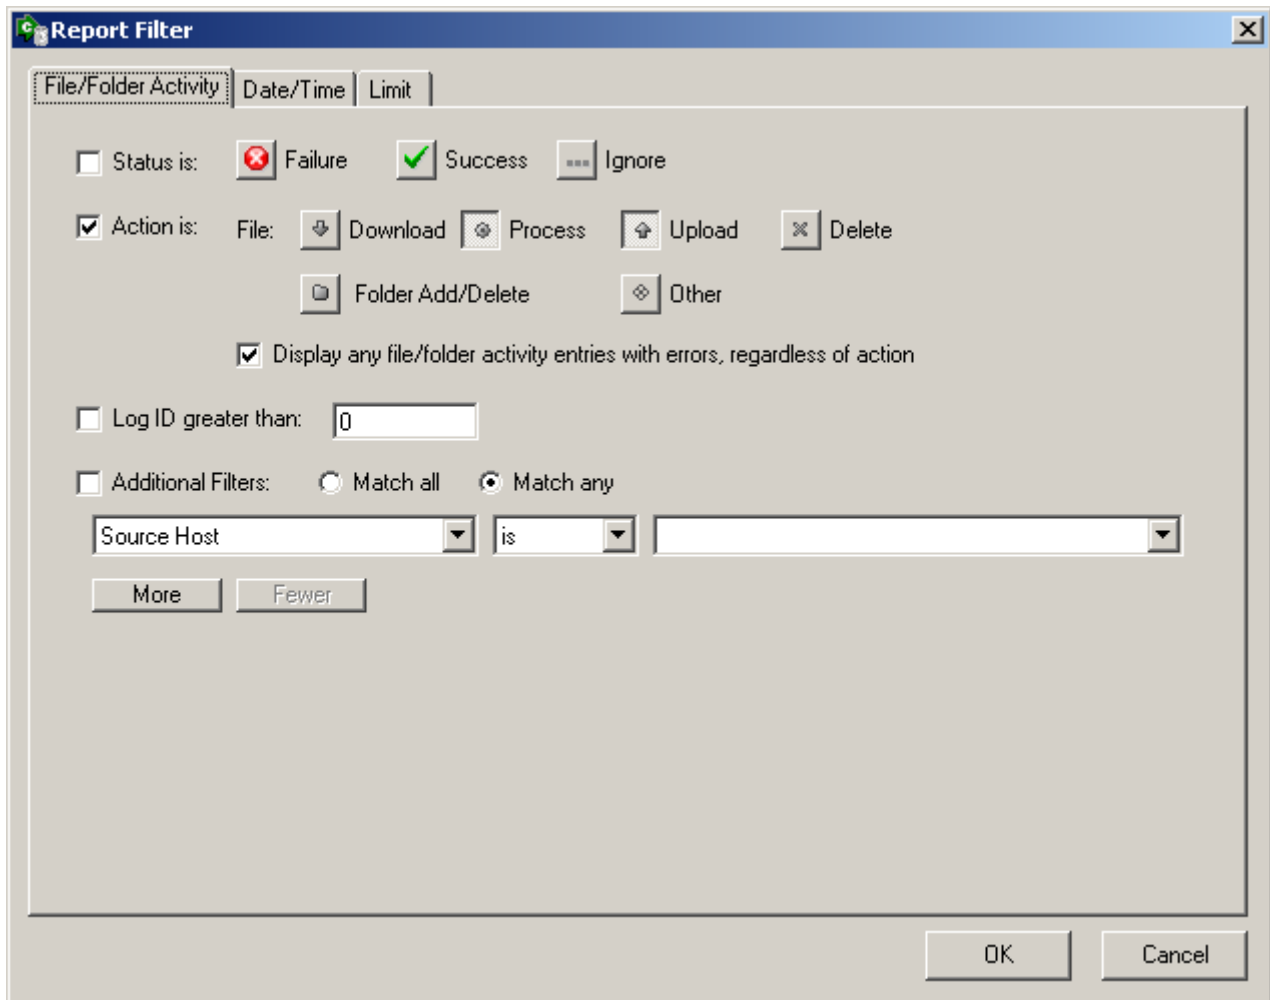 Report Filter
File/Folder Activity Date/Time Limit
Status is: Failure Success Ignore
Action is: File: Download Process Upload Delete
Folder Add/Delete Other
Display any file/folder activity entries with errors, regardless of action
Log ID greater than: 0
Additional Filters: Match all Match any
Source Host is
More Fewer
OK Cancel